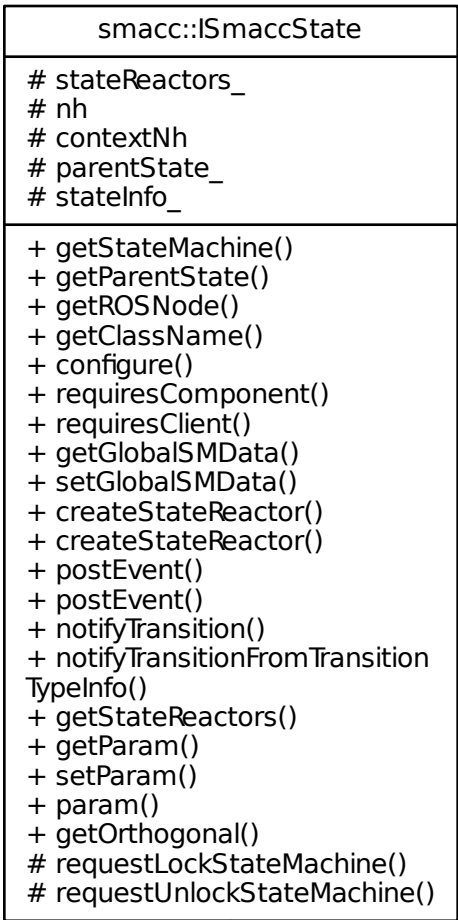 smacc::ISmaccState
# stateReactors_
# nh
# contextNh
# parentState_
# stateInfo_
+ getStateMachine()
+ getParentState()
+ getROSNode()
+ getClassName()
+ configure()
+ requiresComponent()
+ requiresClient()
+ getGlobalSMData()
+ setGlobalSMData()
+ createStateReactor()
+ createStateReactor()
+ postEvent()
+ postEvent()
+ notifyTransition()
+ notifyTransitionFromTransition
TypeInfo()
+ getStateReactors()
+ getParam()
+ setParam()
+ param()
+ getOrthogonal()
# requestLockStateMachine()
# requestUnlockStateMachine()